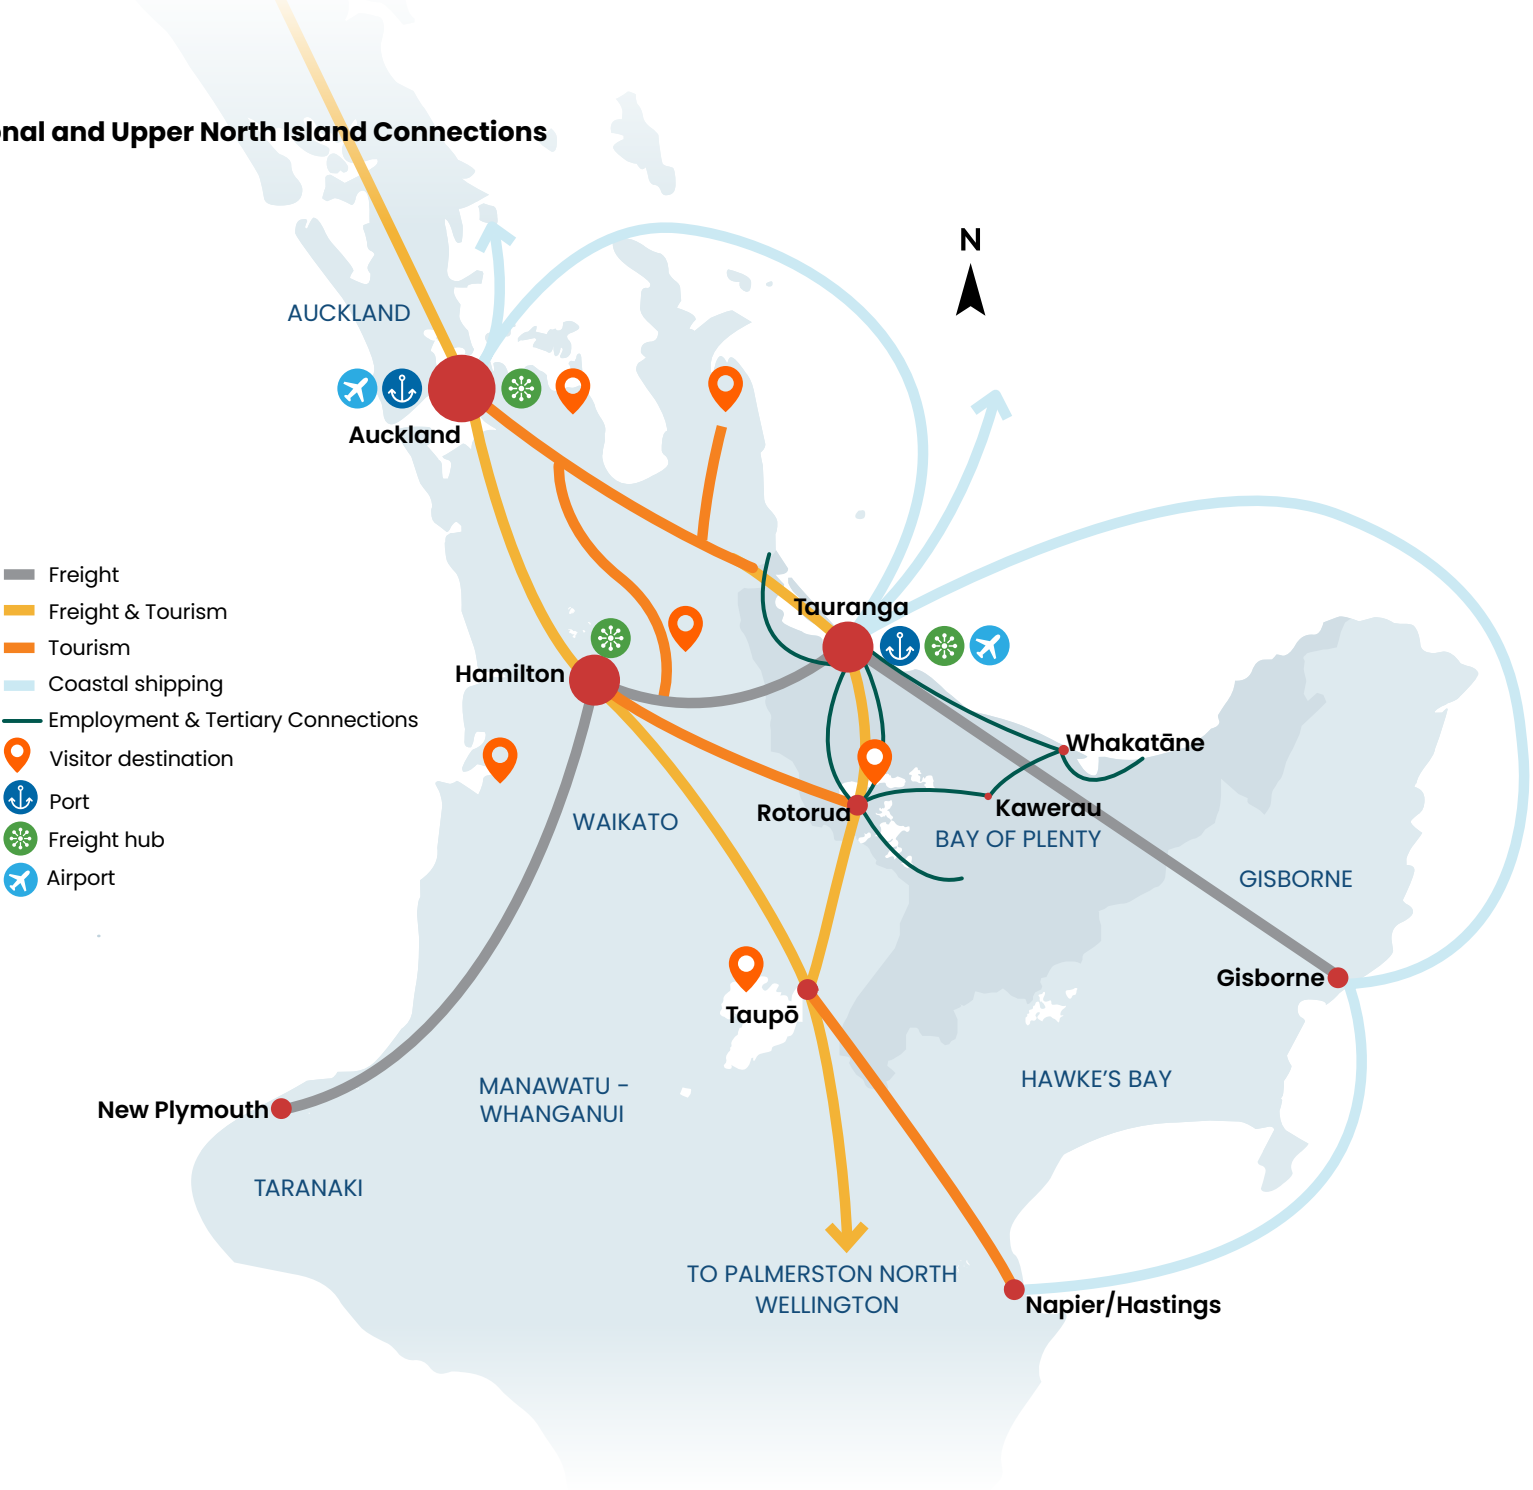 and Upper North Island Connections
N
AUCKLAND
Auckland
Freight
Freight & Tourism
Tourism
Coastal shipping
Employment & Tertiary Connections
Visitor destination
Port
Freight hub
Airport
Tauranga
Hamilton
Whakatāne
Rotorua
Kawerau
WAIKATO
BAY OF PLENTY
GISBORNE
Gisborne
Taupō
MANAWATU -
WHANGANUI
HAWKE'S BAY
New Plymouth
TARANAKI
TO PALMERSTON NORTH
WELLINGTON
Napier/Hastings